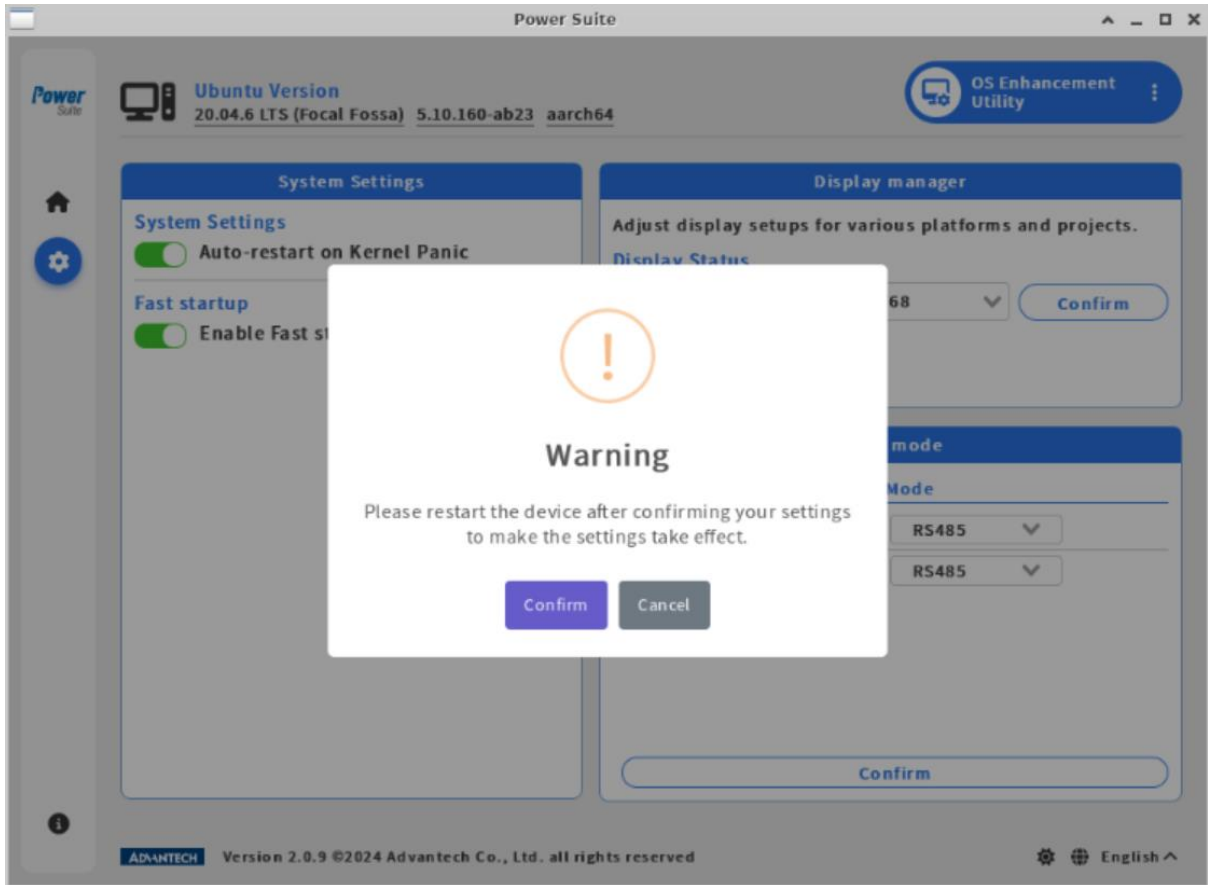 Power Suite
Power
Suite
Ubuntu Version
20.04.6 LTS (Focal Fossa) 5.10.160-ab23 aarch64
OS Enhancement
Utility
System Settings
System Settings
Auto-restart on Kernel Panic
Fast startup
Enable Fast
Display manager
Adjust display setups for various platforms and projects.
Display Status
68
Confirm
mode
Mode
RS485
RS485
Confirm
!
Warning
Please restart the device after confirming your settings
to make the settings take effect.
Confirm Cancel
ADVANTECH Version 2.0.9 ©2024 Advantech Co., Ltd. all rights reserved
English